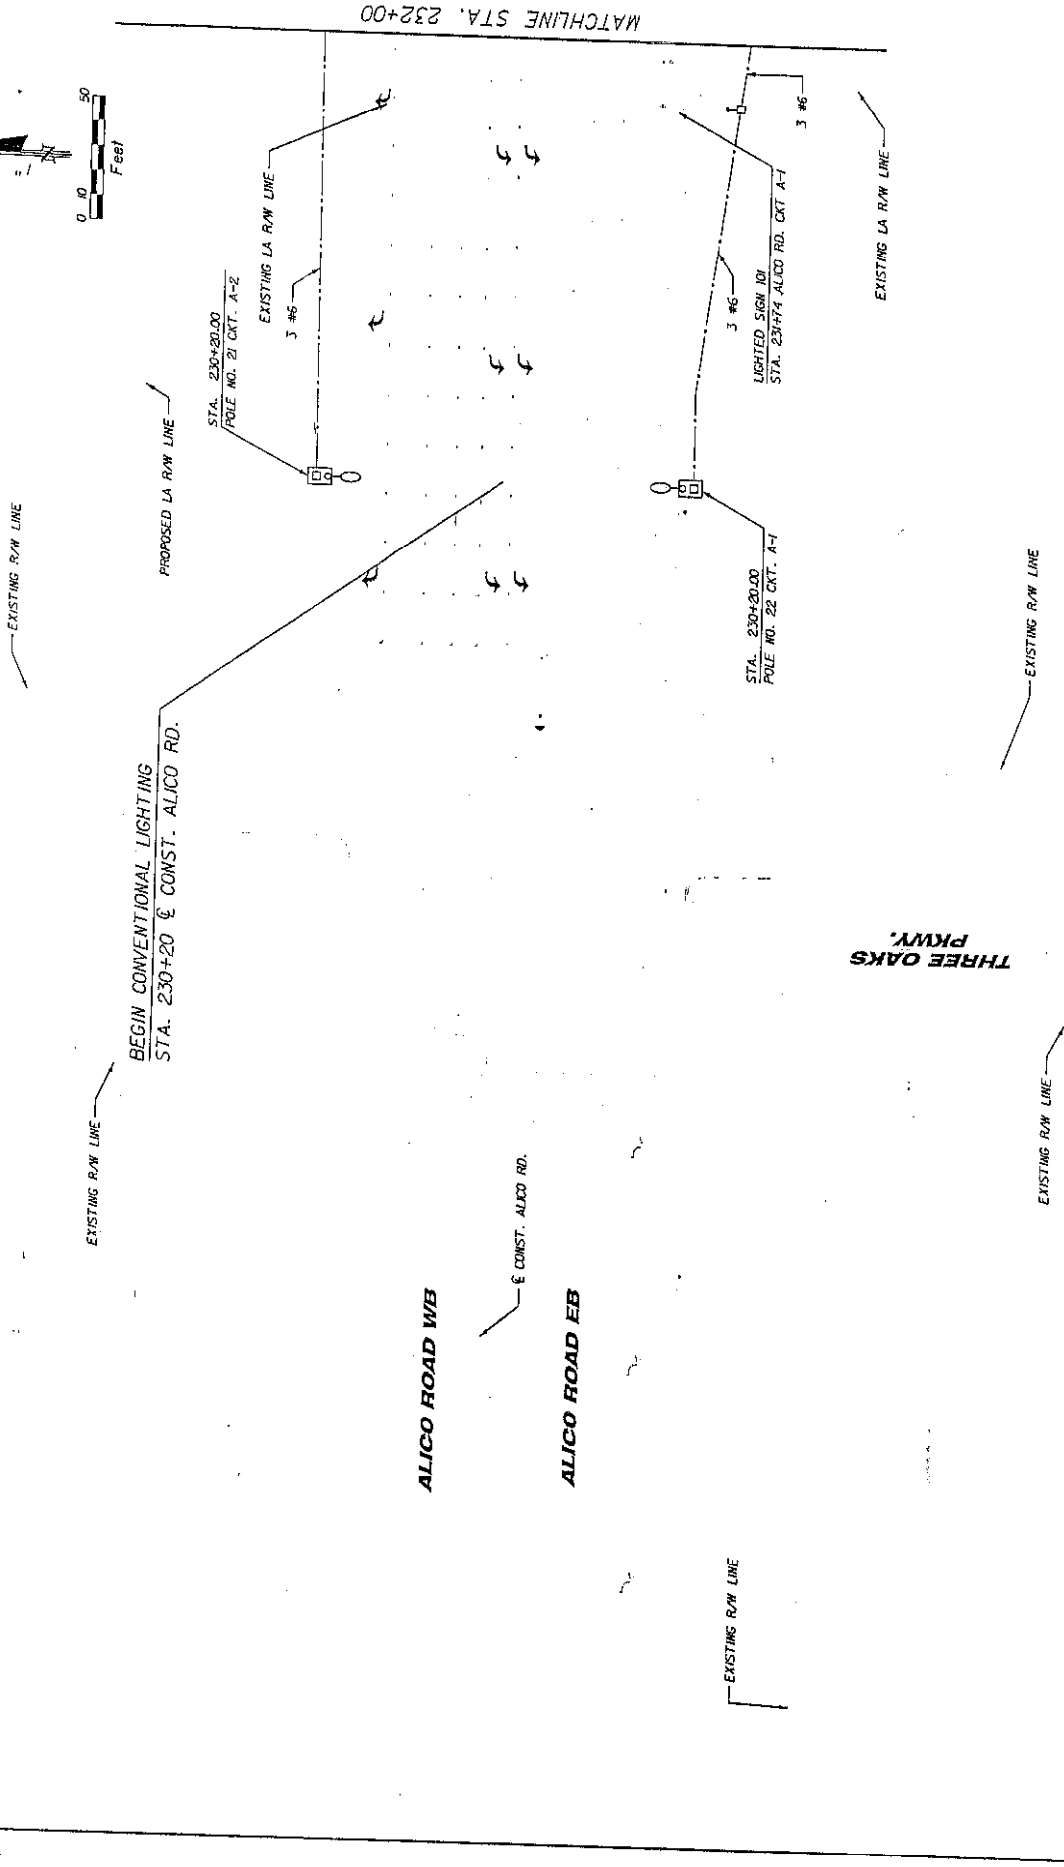 MATCHLINE STA. 232+00
0 10 50
Feet
EXISTING R/W LINE
PROPOSED LA R/W LINE
STA. 230+20.00
POLE NO. 21 CKT. A-2
EXISTING LA R/W LINE
3 #6
BEGIN CONVENTIONAL LIGHTING
STA. 230+20 ℄ CONST. ALICO RD.
EXISTING R/W LINE
ALICO ROAD WB
℄ CONST. ALICO RD.
ALICO ROAD EB
STA. 230+20.00
POLE NO. 22 CKT. A-1
3 #6
LIGHTED SIGN 101
STA. 231+74 ALICO RD. CKT A-1
3 #6
EXISTING LA R/W LINE
EXISTING R/W LINE
THREE OAKS
PKWY.
EXISTING R/W LINE
EXISTING R/W LINE